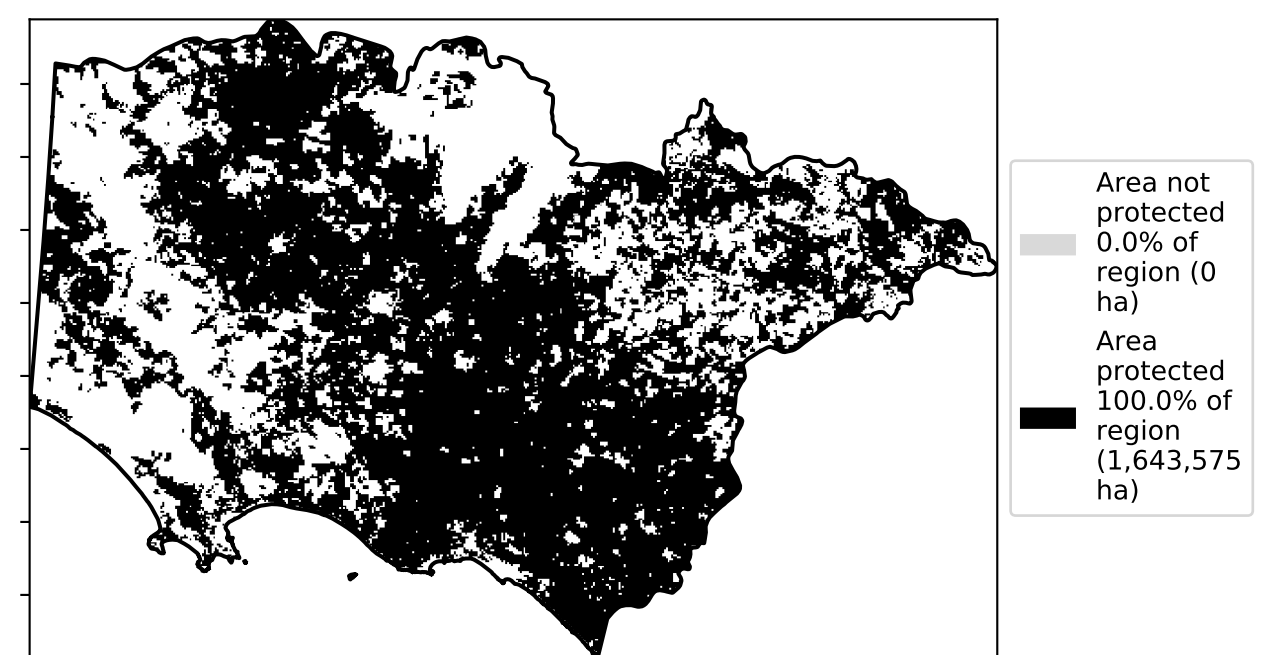 Area not
protected
0.0% of
region (0
ha)
Area
protected
100.0% of
region
(1,643,575
ha)